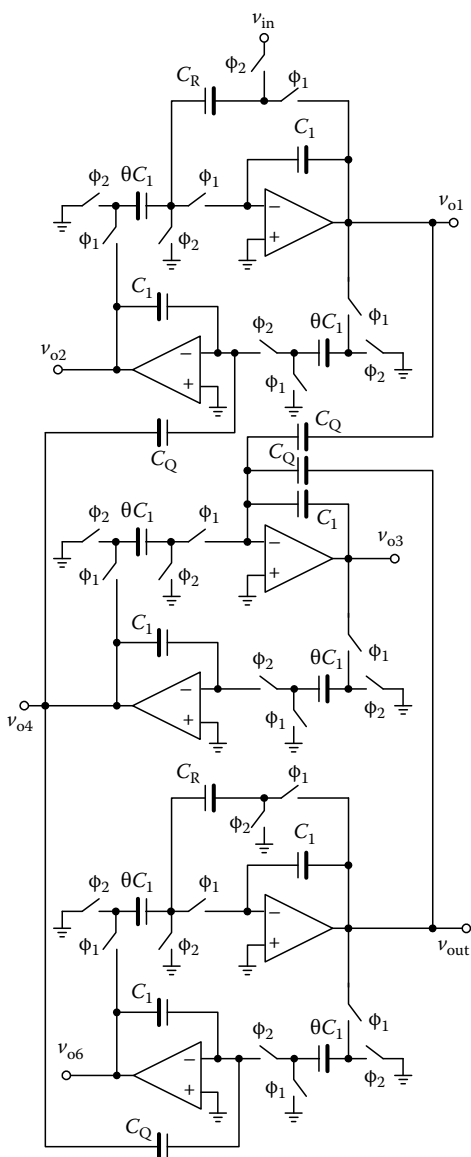 v_in
ϕ₂
C_R ϕ₁
C₁
ϕ₂ θC₁ ϕ₁
v_o1
ϕ₁ ϕ₂
−
+
C₁ ϕ₁
ϕ₂ θC₁
v_o2
−
+
ϕ₁ ϕ₂
C_Q
C_Q
C_Q
C₁
ϕ₂ θC₁ ϕ₁
−
+
v_o3
ϕ₁ ϕ₂
C₁ ϕ₁
ϕ₂ θC₁
−
+
v_o4
ϕ₁ ϕ₂
C_R ϕ₁
ϕ₂
C₁
ϕ₂ θC₁ ϕ₁
−
+
v_out
ϕ₁ ϕ₂
C₁ ϕ₁
ϕ₂ θC₁
v_o6
−
+
ϕ₁ ϕ₂
C_Q